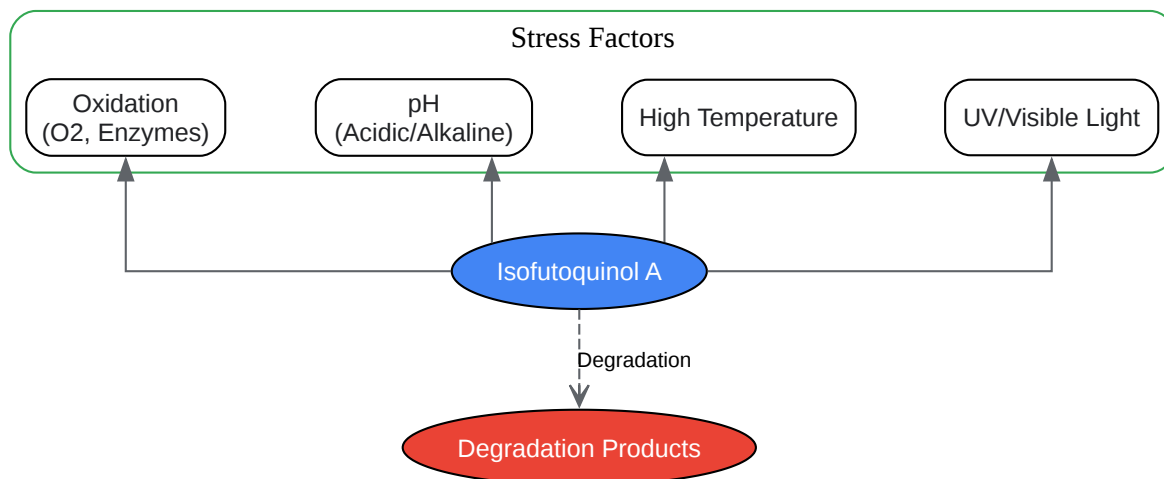 Stress Factors
Oxidation
(O2, Enzymes)
pH
(Acidic/Alkaline)
High Temperature
UV/Visible Light
Isofutoquinol A
Degradation
Degradation Products